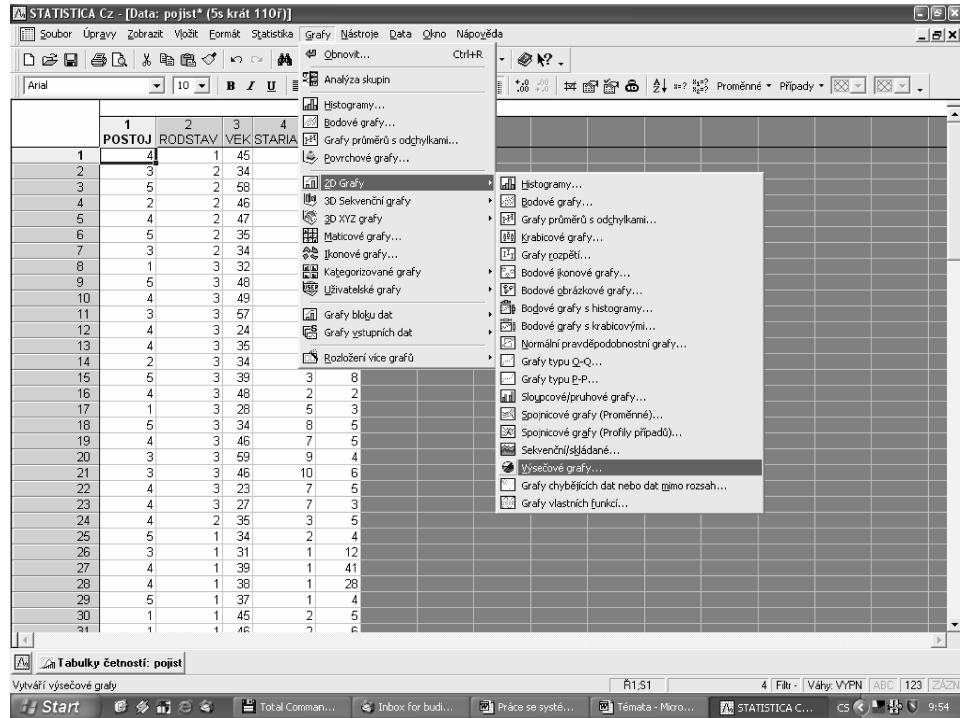 STATISTICA Cz - [Data: pojist* (5s krát 110ř)]
Soubor Úpravy Zobrazit Vložit Formát Statistika Grafy Nástroje Data Okno Nápověda
Arial 10 B I U Proměnné Případy
Obnovit... Ctrl+R
Analýza skupin
Histogramy...
Bodové grafy...
Grafy průměrů s odchylkami...
Povrchové grafy...
2D Grafy
3D Sekvenční grafy
3D XYZ grafy
Maticové grafy...
Ikonové grafy...
Kategorizované grafy
Uživatelské grafy
Grafy bloku dat
Grafy vstupních dat
Rozložení více grafů
Histogramy...
Bodové grafy...
Grafy průměrů s odchylkami...
Krabicové grafy...
Grafy rozpětí...
Bodové ikonové grafy...
Bodové obrázkové grafy...
Bodové grafy s histogramy...
Bodové grafy s krabicovými...
Normální pravděpodobnostní grafy...
Grafy typu Q-Q...
Grafy typu P-P...
Sloupcové/pruhové grafy...
Spojnicové grafy (Proměnné)...
Spojnicové grafy (Profily případů)...
Sekvenční/skládané...
Výsečové grafy...
Grafy chybějících dat nebo dat mimo rozsah...
Grafy vlastních funkcí...
1 2 3 4
POSTOJ RODSTAV VEK STARIA
1 4 1 45
2 3 2 34
3 5 2 58
4 2 2 46
5 4 2 47
6 5 2 35
7 3 2 34
8 1 3 32
9 5 3 48
10 4 3 49
11 3 3 57
12 4 3 24
13 4 3 35
14 2 3 34
15 5 3 39 3 8
16 4 3 48 2 2
17 1 3 28 5 3
18 5 3 34 8 5
19 4 3 46 7 5
20 3 3 59 9 4
21 3 3 46 10 6
22 4 3 23 7 5
23 4 3 27 7 3
24 4 2 35 3 5
25 5 1 34 2 4
26 3 1 31 1 12
27 4 1 39 1 41
28 4 1 38 1 28
29 5 1 37 1 4
30 1 1 45 2 5
31 1 1 46 2 6
Tabulky četností: pojist
Vytváří výsečové grafy Ř1;S1 4 Filtr - Váhy: VYPN ABC 123 ZÁZN
Start Total Comman... Inbox for budi... Práce se systé... Témata - Micro... STATISTICA C... CS 9:54